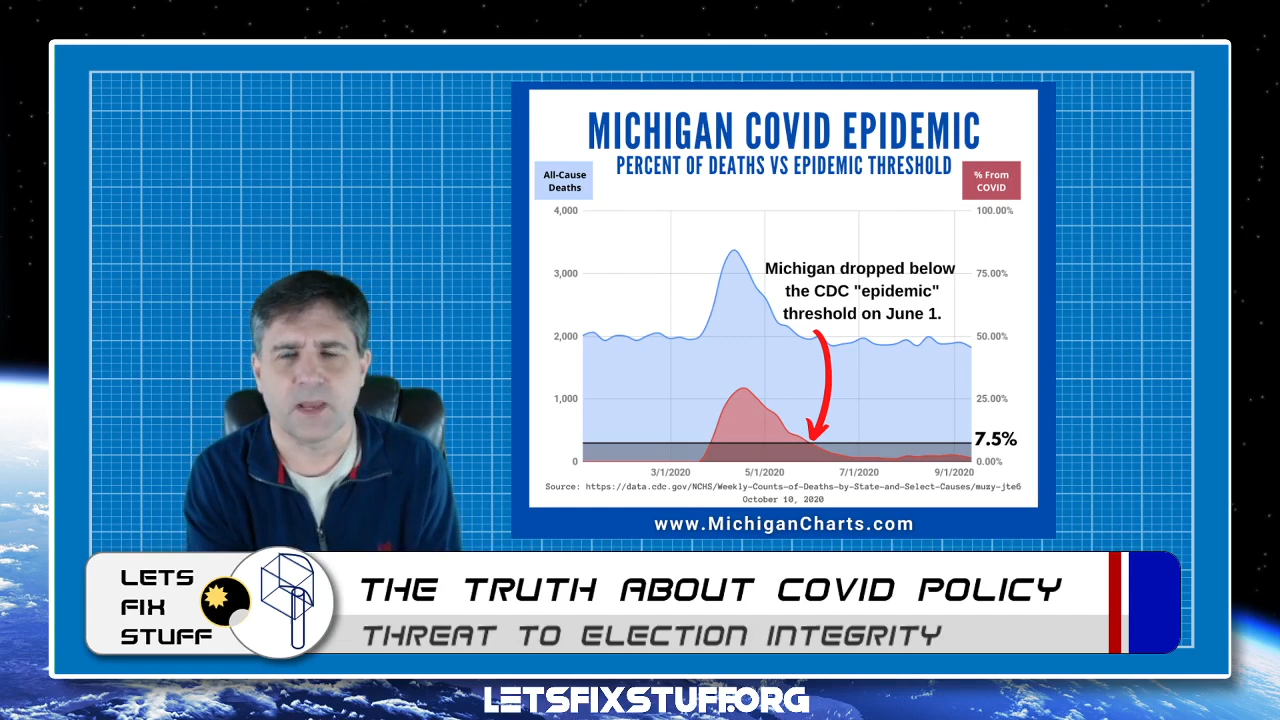 MICHIGAN COVID EPIDEMIC
PERCENT OF DEATHS VS EPIDEMIC THRESHOLD
All-Cause
Deaths
% From
COVID
4,000
100.00%
3,000
75.00%
Michigan dropped below
the CDC "epidemic"
threshold on June 1.
2,000
50.00%
1,000
25.00%
7.5%
0
0.00%
3/1/2020
5/1/2020
7/1/2020
9/1/2020
Source: https://data.cdc.gov/NCHS/Weekly-Counts-of-Deaths-by-State-and-Select-Causes/muzy-jte6
October 10, 2020
www.MichiganCharts.com
LETS
FIX
STUFF
THE TRUTH ABOUT COVID POLICY
THREAT TO ELECTION INTEGRITY
LETSFIXSTUFF.ORG